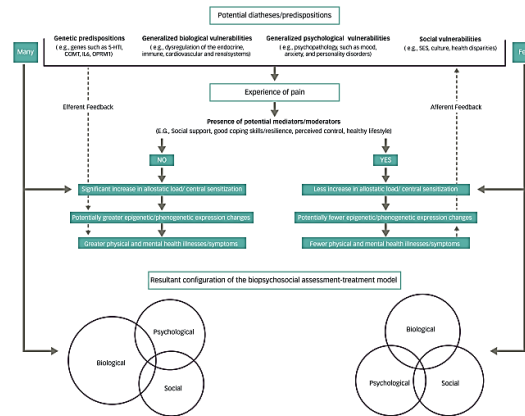 Potential diatheses/predispositions
Many
Genetic predispositions
(e.g., genes such as 5-HTI,
COMT, IL6, OPRM1)
Generalized biological vulnerabilities
(e.g., dysregulation of the endocrine,
immune, cardiovascular and renalsystems)
Generalized psychological vulnerabilities
(e.g., psychopathology, such as mood,
anxiety, and personality disorders)
Social vulnerabilities
(e.g., SES, culture, health disparities)
Fe
Efferent Feedback
Experience of pain
Afferent Feedback
Presence of potential mediators/moderators
(E.G., Social support, good coping skills/resilience, perceived control, healthy lifestyle)
NO
YES
Significant increase in allostatic load/ central sensitization
Less increase in allostatic load/ central sensitization
Potentially greater epigenetic/phenogenetic expression changes
Potentially fewer epigenetic/phenogenetic expression changes
Greater physical and mental health illnesses/symptoms
Fewer physical and mental health illnesses/symptoms
Resultant configuration of the biopsychosocial assessment-treatment model
Psychological
Biological
Social
Biological
Psychological
Social